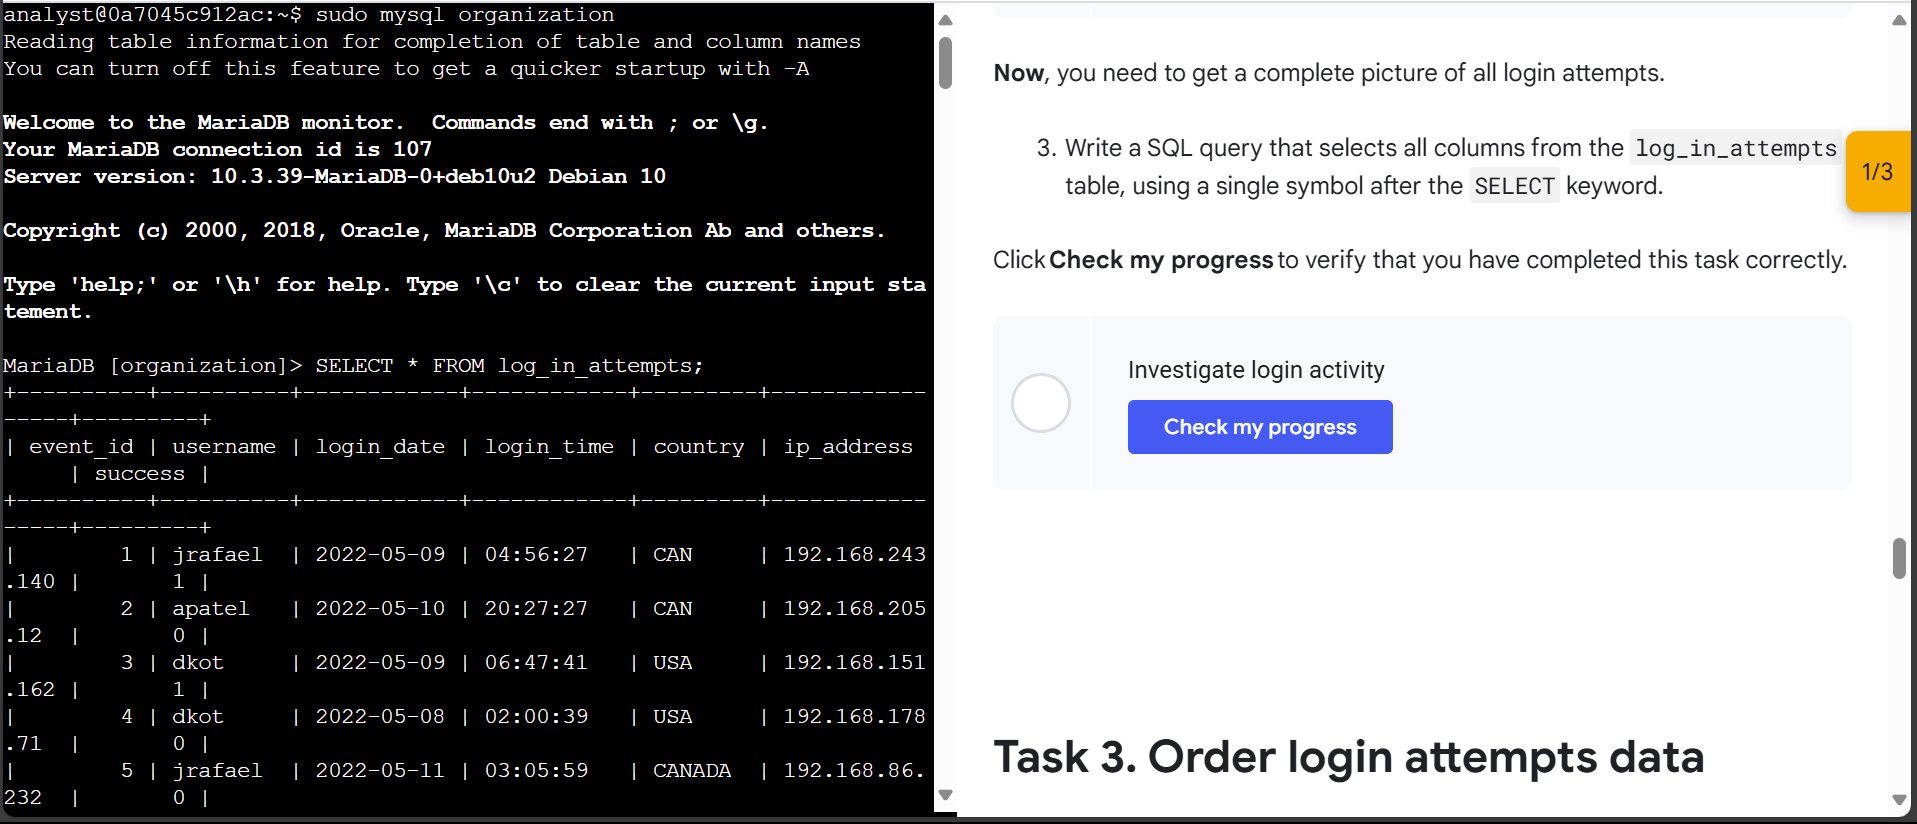 analyst@0a7045c912ac:~$ sudo mysql organization
Reading table information for completion of table and column names
You can turn off this feature to get a quicker startup with -A
Welcome to the MariaDB monitor.  Commands end with ; or \g.
Your MariaDB connection id is 107
Server version: 10.3.39-MariaDB-0+deb10u2 Debian 10
Copyright (c) 2000, 2018, Oracle, MariaDB Corporation Ab and others.
Type 'help;' or '\h' for help. Type '\c' to clear the current input sta
tement.
MariaDB [organization]> SELECT * FROM log_in_attempts;
+----------+----------+------------+------------+---------+------------
-----+---------+
| event_id | username | login_date | login_time | country | ip_address
     | success |
+----------+----------+------------+------------+---------+------------
-----+---------+
|        1 | jrafael  | 2022-05-09 | 04:56:27   | CAN     | 192.168.243
.140 |       1 |
|        2 | apatel   | 2022-05-10 | 20:27:27   | CAN     | 192.168.205
.12  |       0 |
|        3 | dkot     | 2022-05-09 | 06:47:41   | USA     | 192.168.151
.162 |       1 |
|        4 | dkot     | 2022-05-08 | 02:00:39   | USA     | 192.168.178
.71  |       0 |
|        5 | jrafael  | 2022-05-11 | 03:05:59   | CANADA  | 192.168.86.
232  |       0 |
Now, you need to get a complete picture of all login attempts.
3. Write a SQL query that selects all columns from the log_in_attempts
table, using a single symbol after the SELECT keyword.
1/3
Click Check my progress to verify that you have completed this task correctly.
Investigate login activity
Check my progress
Task 3. Order login attempts data